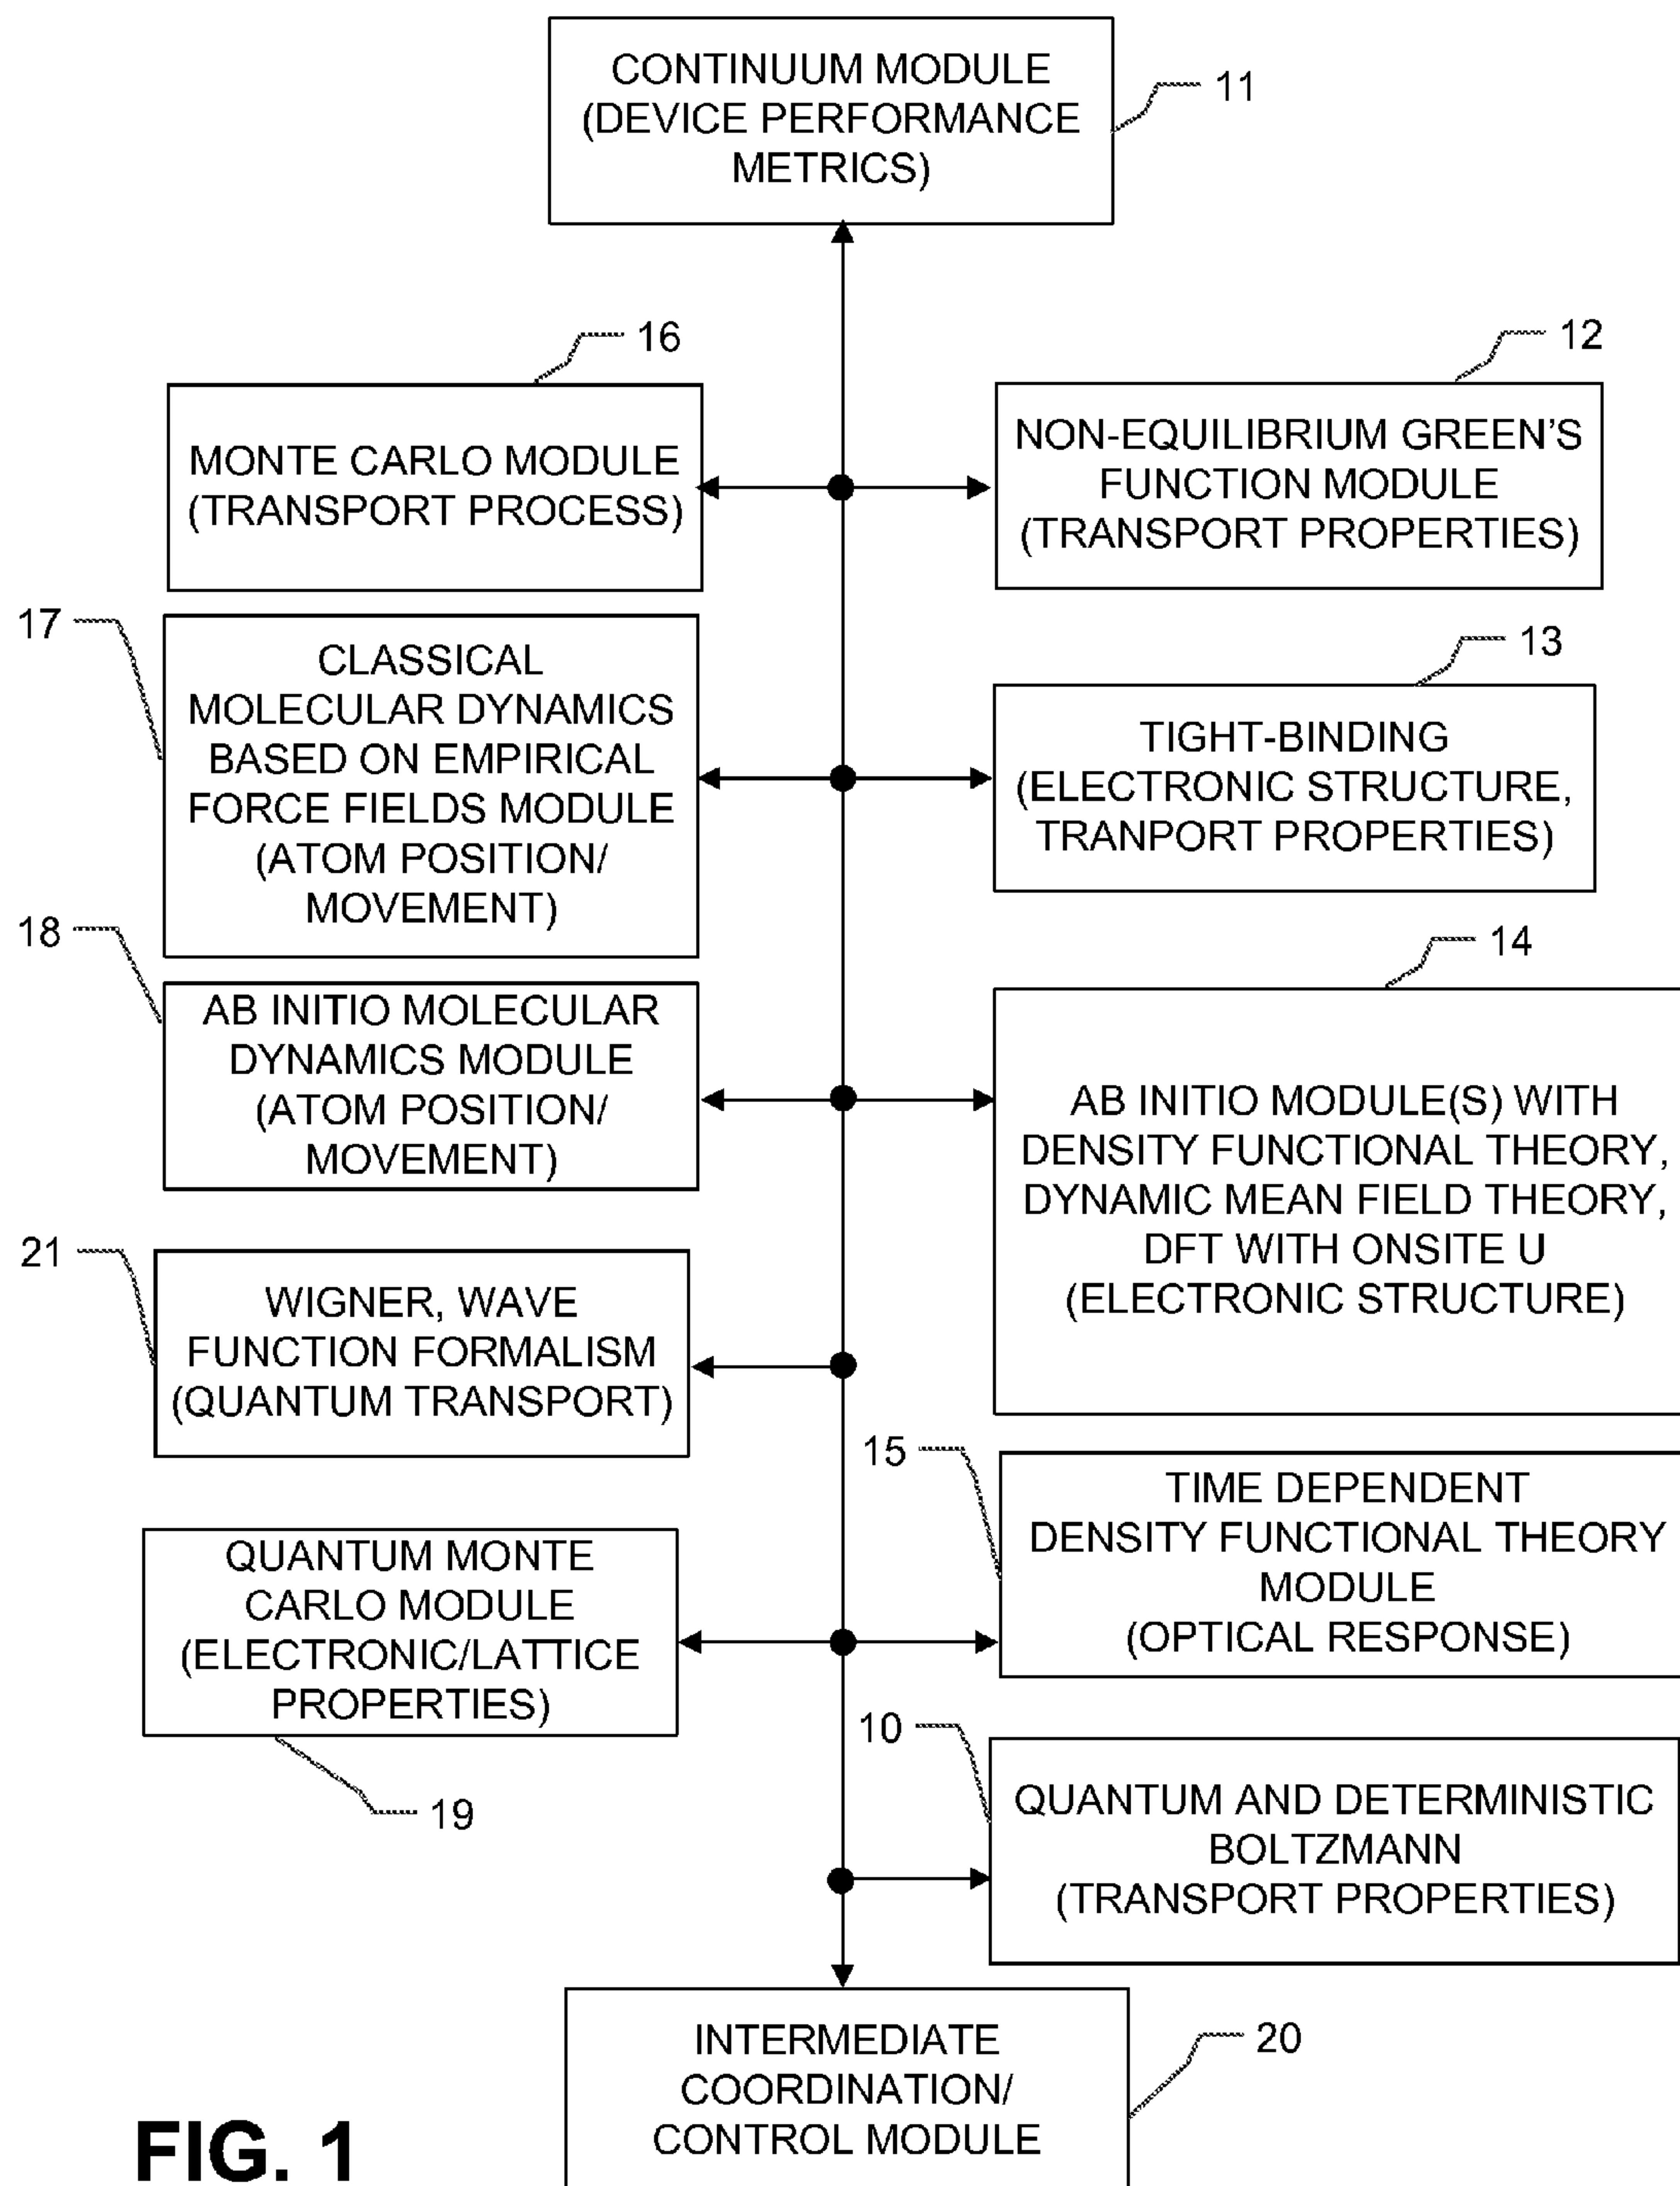 CONTINUUM MODULE
(DEVICE PERFORMANCE
METRICS)
11
16
MONTE CARLO MODULE
(TRANSPORT PROCESS)
12
NON-EQUILIBRIUM GREEN'S
FUNCTION MODULE
(TRANSPORT PROPERTIES)
17
CLASSICAL
MOLECULAR DYNAMICS
BASED ON EMPIRICAL
FORCE FIELDS MODULE
(ATOM POSITION/
MOVEMENT)
13
TIGHT-BINDING
(ELECTRONIC STRUCTURE,
TRANPORT PROPERTIES)
18
AB INITIO MOLECULAR
DYNAMICS MODULE
(ATOM POSITION/
MOVEMENT)
14
AB INITIO MODULE(S) WITH
DENSITY FUNCTIONAL THEORY,
DYNAMIC MEAN FIELD THEORY,
DFT WITH ONSITE U
(ELECTRONIC STRUCTURE)
21
WIGNER, WAVE
FUNCTION FORMALISM
(QUANTUM TRANSPORT)
15
TIME DEPENDENT
DENSITY FUNCTIONAL THEORY
MODULE
(OPTICAL RESPONSE)
QUANTUM MONTE
CARLO MODULE
(ELECTRONIC/LATTICE
PROPERTIES)
19
10
QUANTUM AND DETERMINISTIC
BOLTZMANN
(TRANSPORT PROPERTIES)
INTERMEDIATE
COORDINATION/
CONTROL MODULE
20
FIG. 1